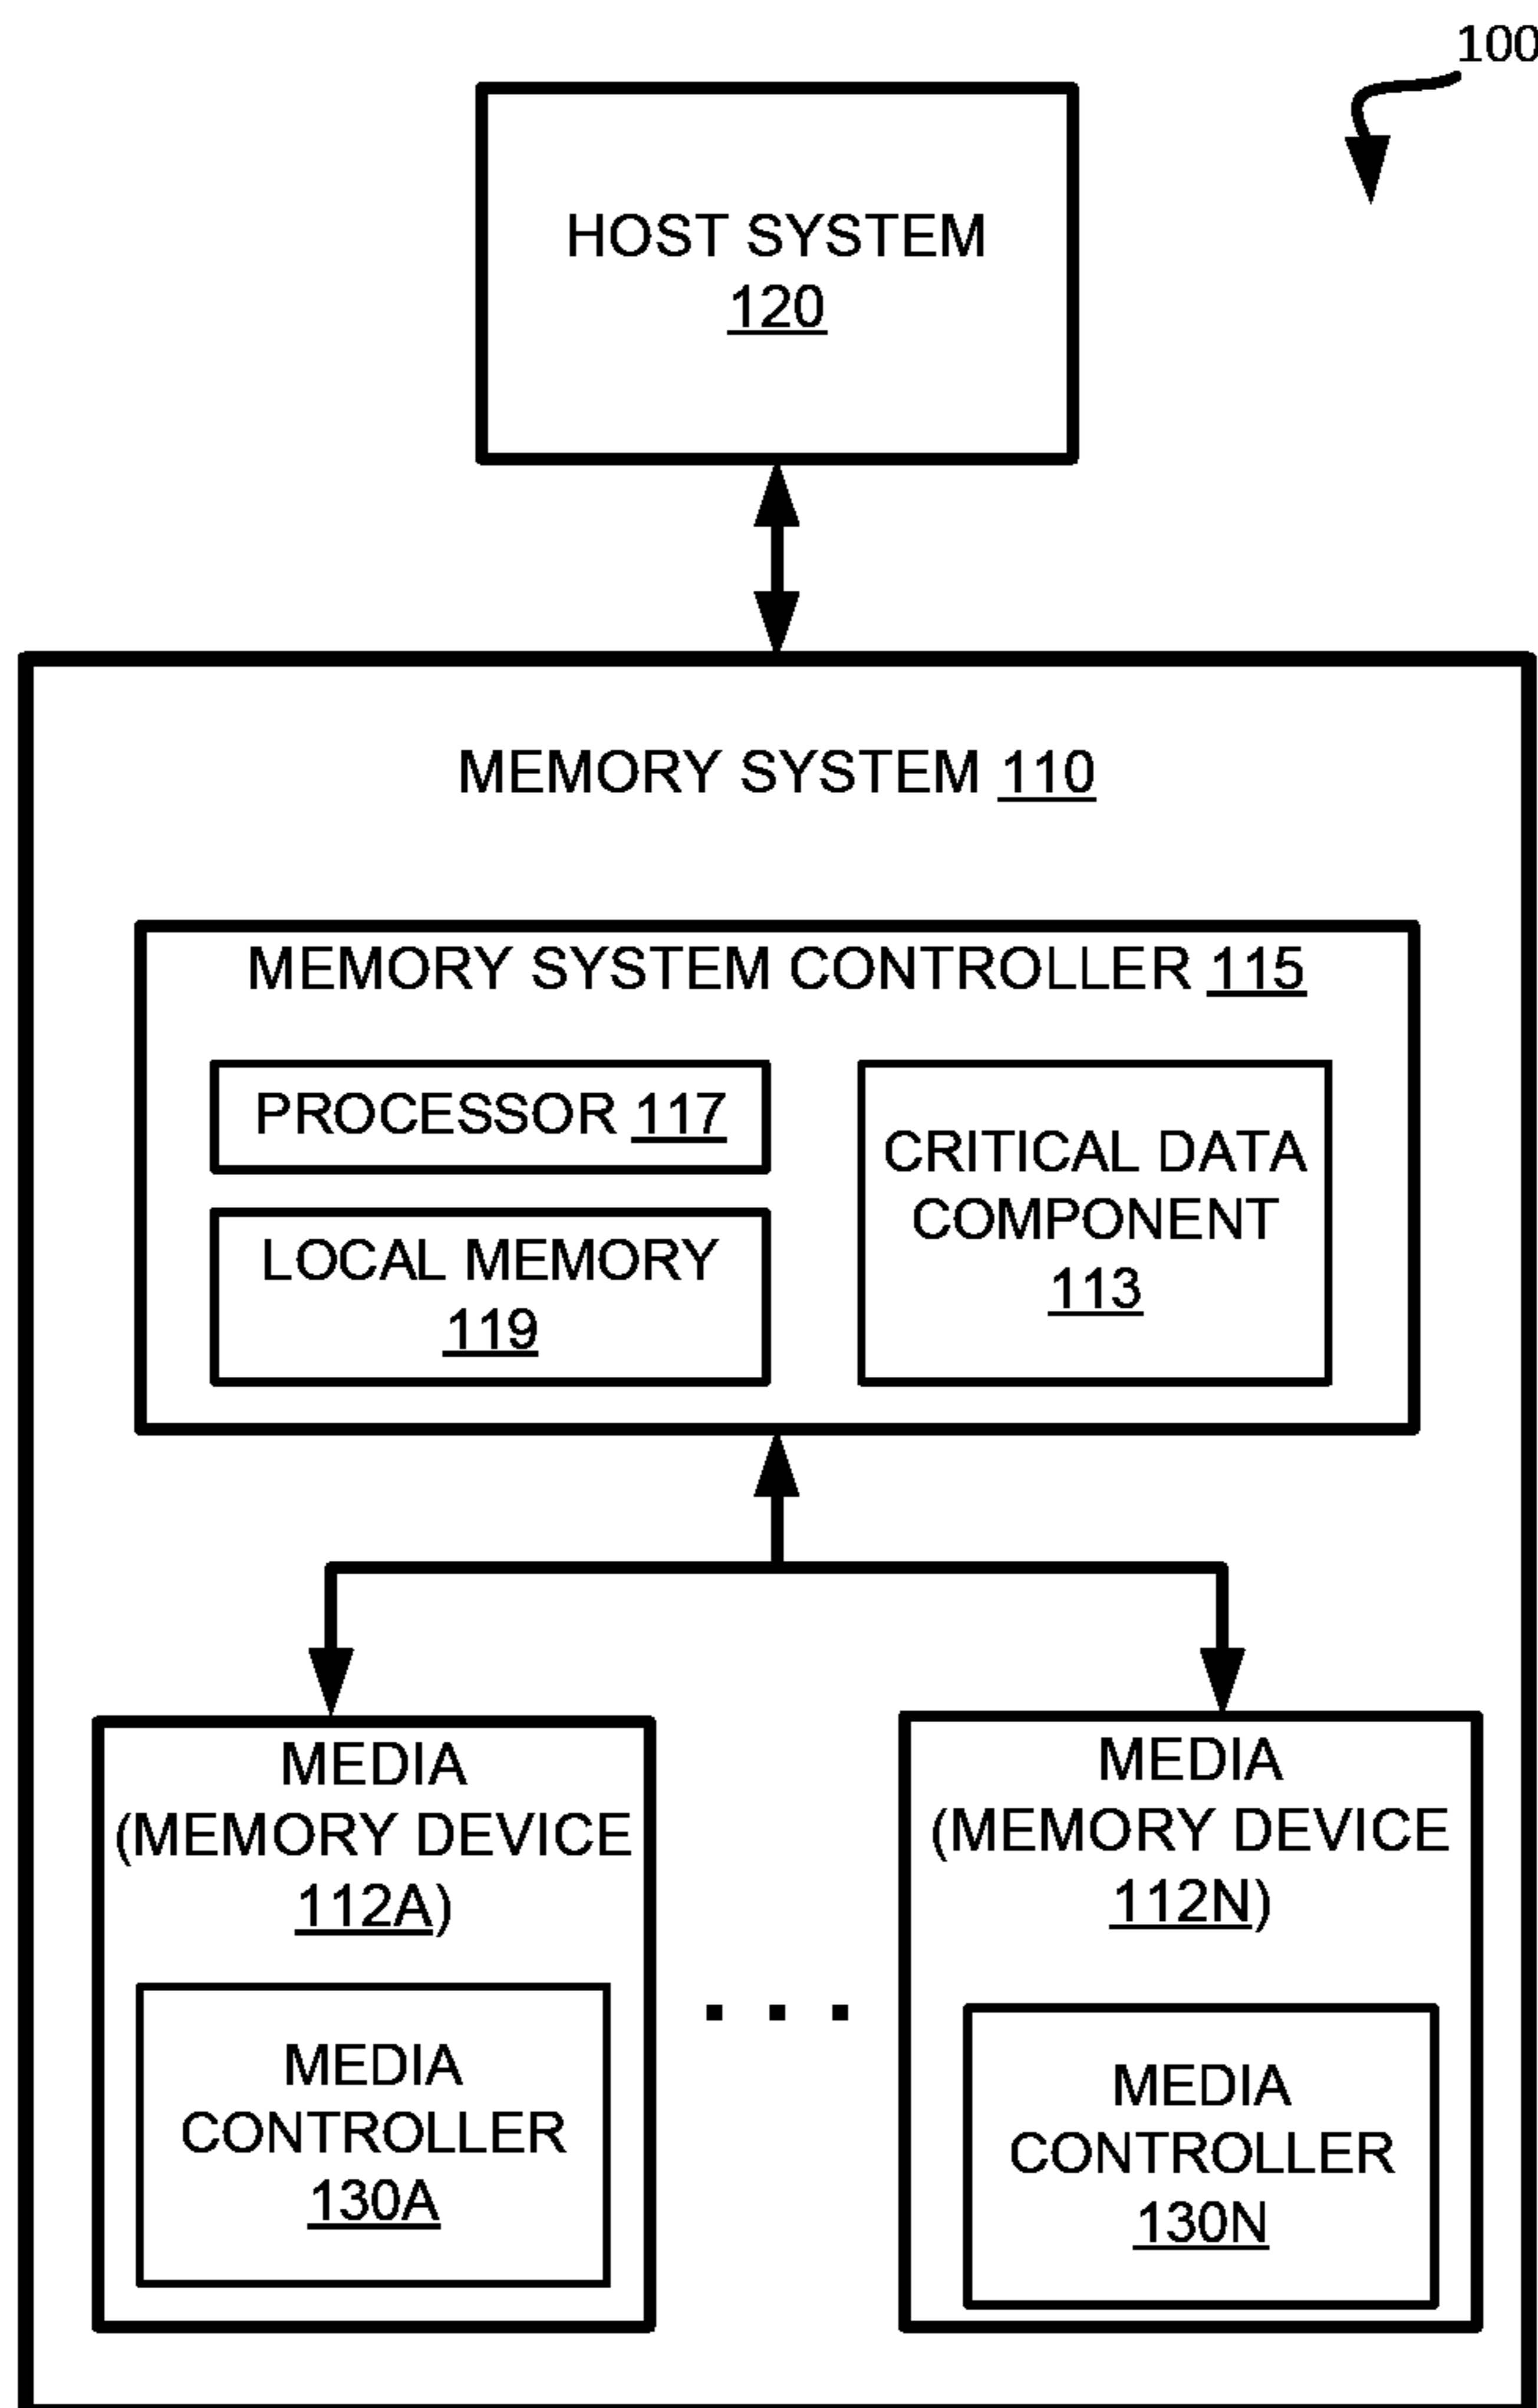 100
HOST SYSTEM
120
MEMORY SYSTEM 110
MEMORY SYSTEM CONTROLLER 115
PROCESSOR 117
LOCAL MEMORY
119
CRITICAL DATA
COMPONENT
113
MEDIA
(MEMORY DEVICE
112A)
MEDIA
CONTROLLER
130A
. . .
MEDIA
(MEMORY DEVICE
112N)
MEDIA
CONTROLLER
130N